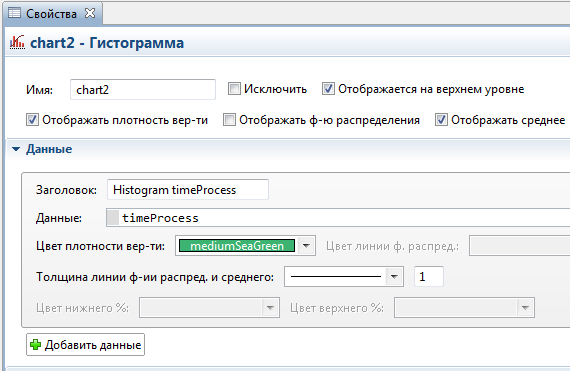 Свойства
chart2 - Гистограмма
Имя: chart2 Исключить Отображается на верхнем уровне
Отображать плотность вер-ти Отображать ф-ю распределения Отображать среднее
Данные
Заголовок: Histogram timeProcess
Данные: timeProcess
Цвет плотности вер-ти: mediumSeaGreen Цвет линии ф. распред.:
Толщина линии ф-ии распред. и среднего: 1
Цвет нижнего %: Цвет верхнего %:
Добавить данные